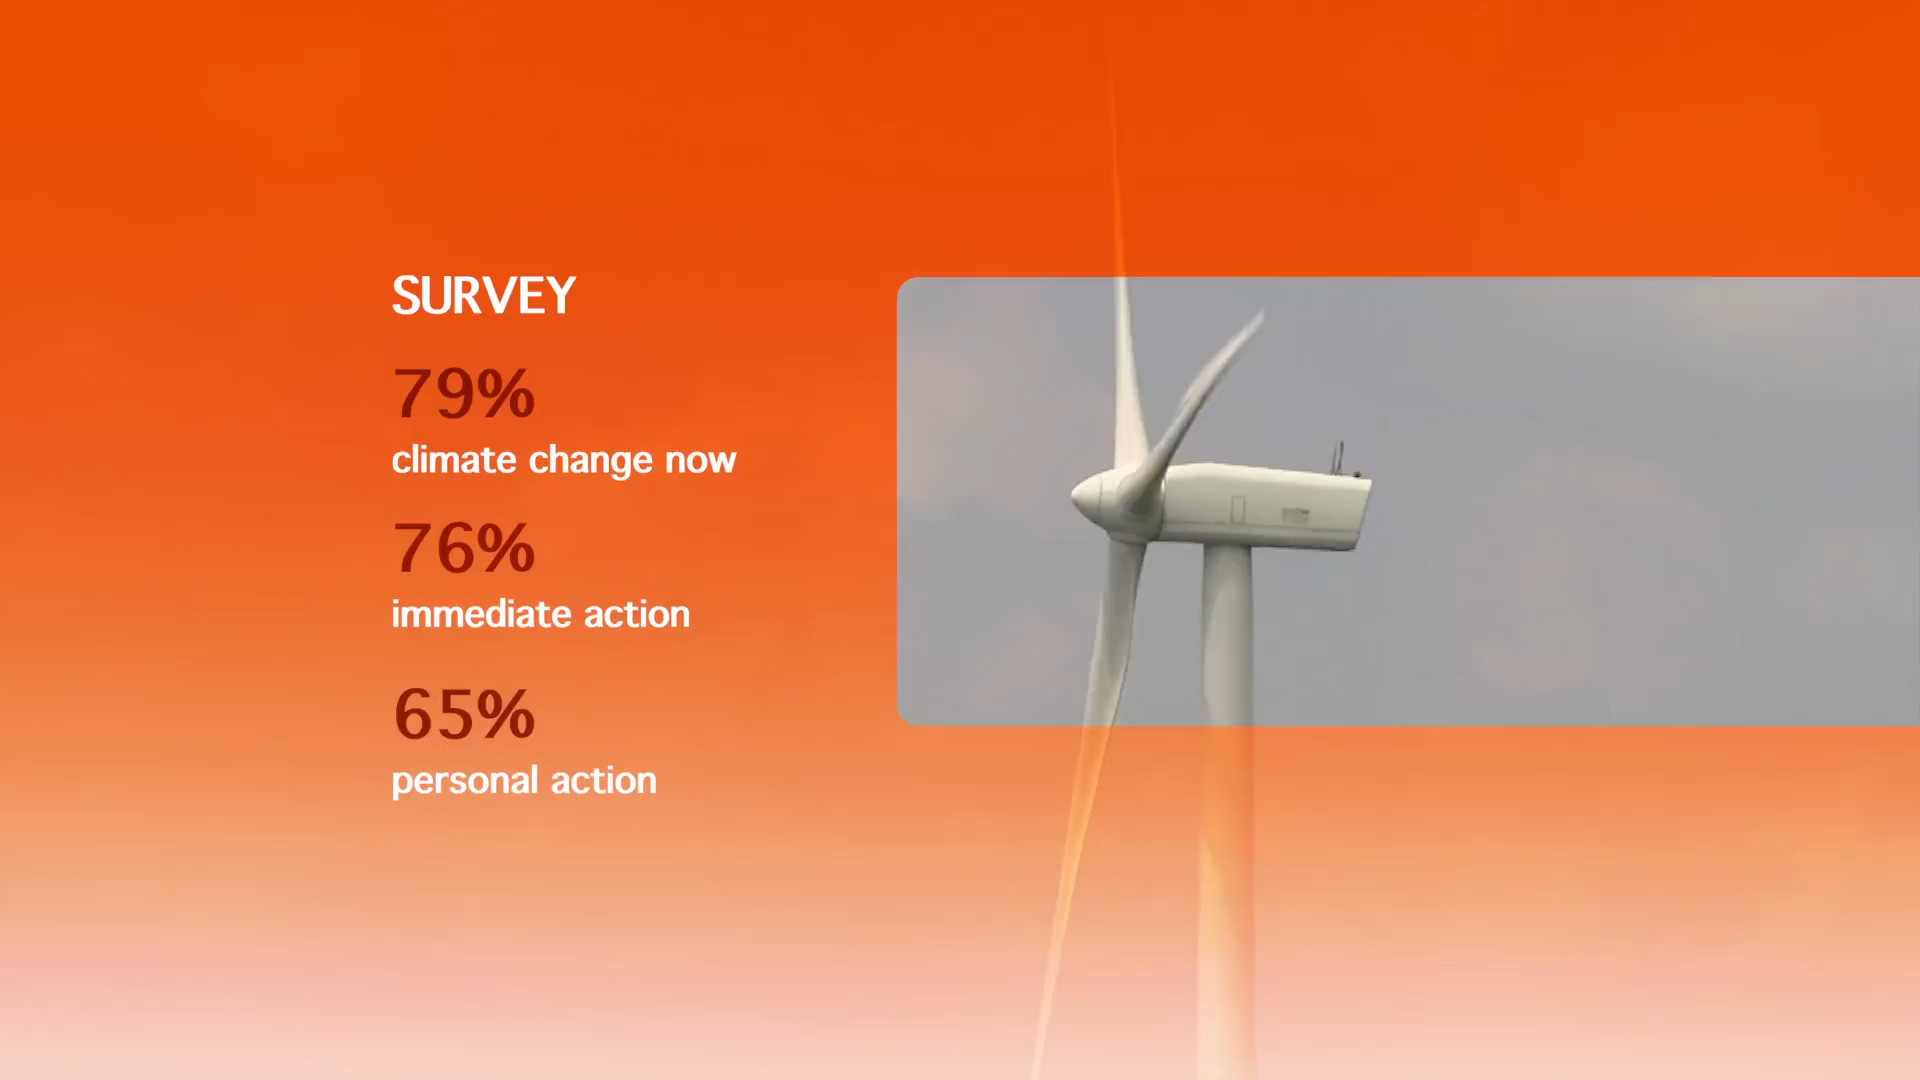 SURVEY
79%
climate change now
76%
immediate action
65%
personal action